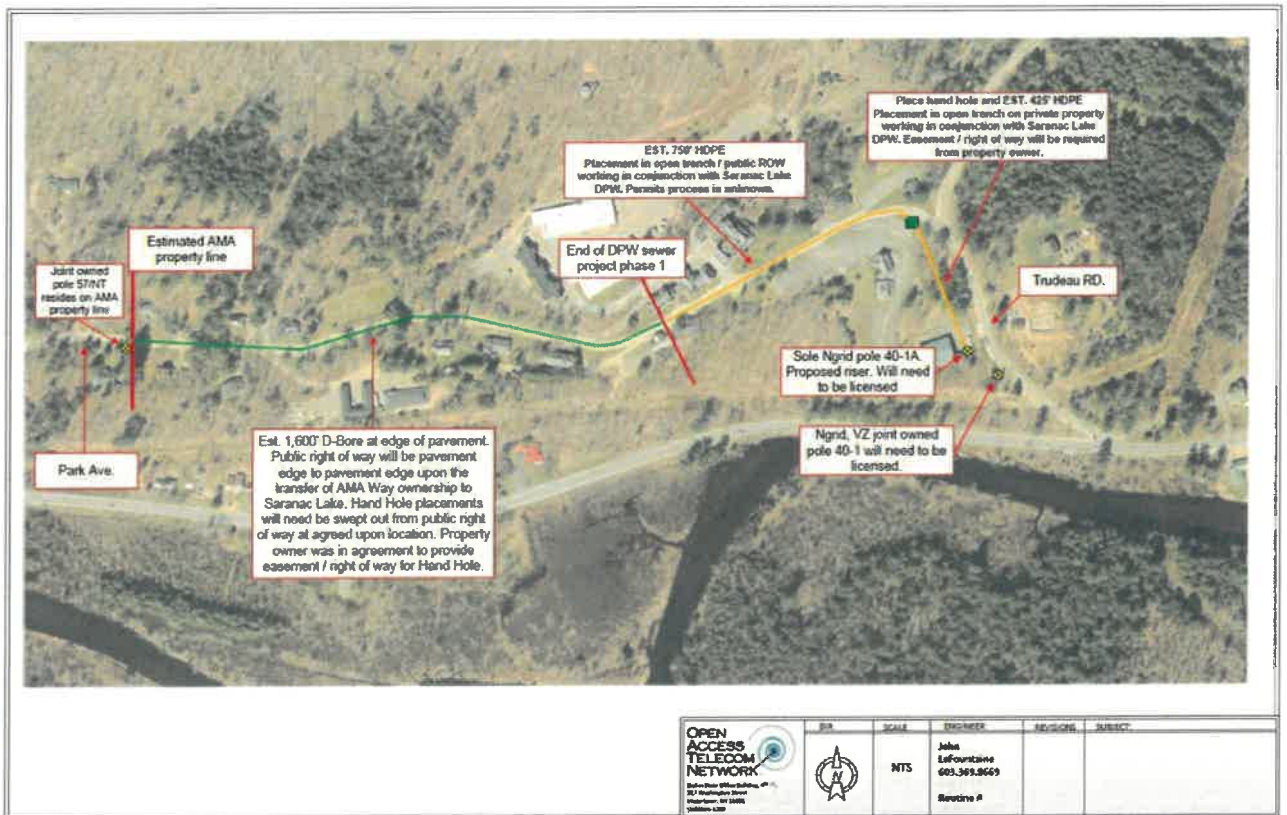 Place hand hole and EST. 425' HDPE
Placement in open trench on private property
working in conjunction with Saranac Lake
DPW. Easement / right of way will be required
from property owner.
EST. 750' HDPE
Placement in open trench / public ROW
working in conjunction with Saranac Lake
DPW. Permits process is unknown.
Estimated AMA
property line
End of DPW sewer
project phase 1
Joint owned
pole 57/NT
resides on AMA
property line
Trudeau RD.
Sole Ngrid pole 40-1A.
Proposed riser. Will need
to be licensed
Ngrid, VZ joint owned
pole 40-1 will need to be
licensed.
Park Ave.
Est. 1,600' D-Bore at edge of pavement.
Public right of way will be pavement
edge to pavement edge upon the
transfer of AMA Way ownership to
Saranac Lake. Hand Hole placements
will need be swept out from public right
of way at agreed upon location. Property
owner was in agreement to provide
easement / right of way for Hand Hole.
OPEN
ACCESS
TELECOM
NETWORK
Washington Street
DIR.
N
SCALE
NTS
ENGINEER
John
LaFountaine
603.369.8669
REVISIONS
SUBJECT: